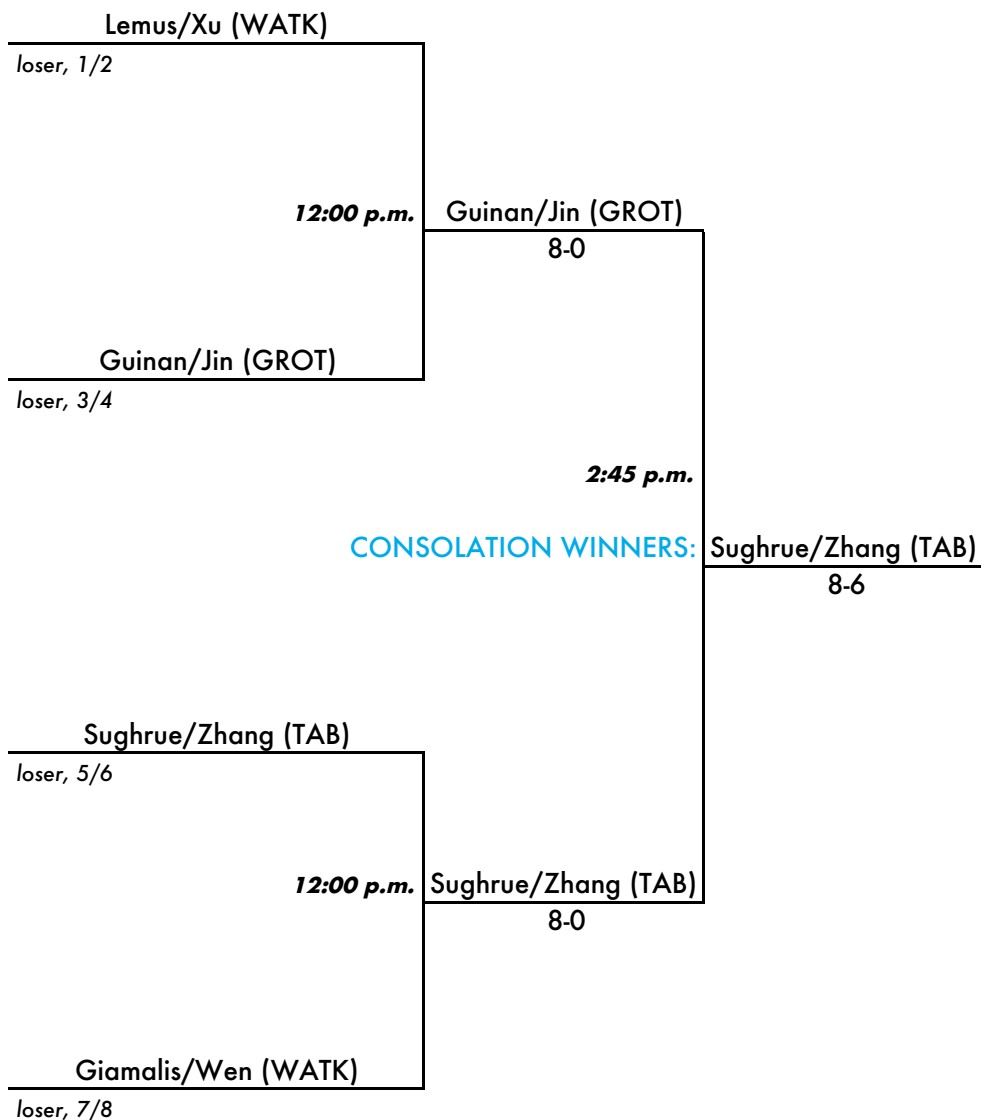 Lemus/Xu (WATK)
loser, 1/2
12:00 p.m.
Guinan/Jin (GROT)
8-0
Guinan/Jin (GROT)
loser, 3/4
2:45 p.m.
CONSOLATION WINNERS:
Sughrue/Zhang (TAB)
8-6
Sughrue/Zhang (TAB)
loser, 5/6
12:00 p.m.
Sughrue/Zhang (TAB)
8-0
Giamalis/Wen (WATK)
loser, 7/8